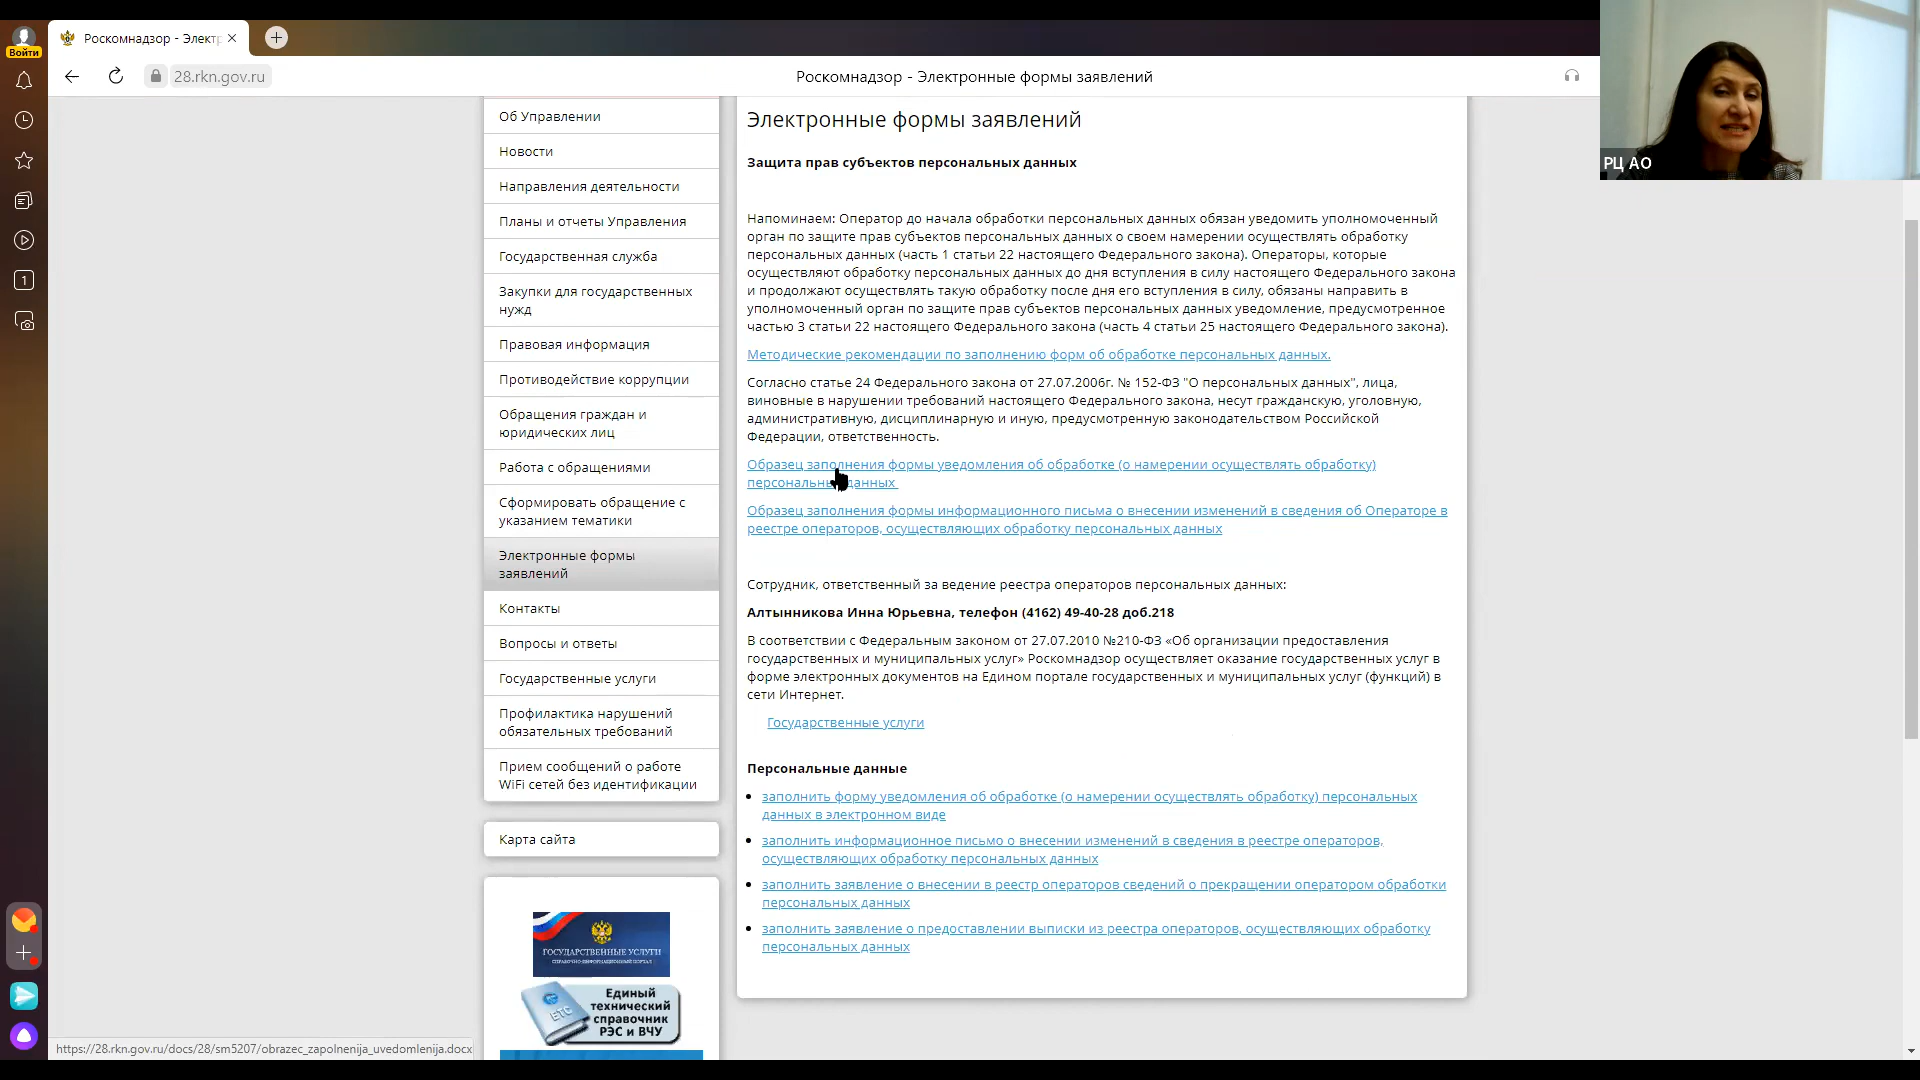 Войти
Роскомнадзор - Электр
28.rkn.gov.ru
Роскомнадзор - Электронные формы заявлений
РЦ АО
1
Об Управлении
Новости
Направления деятельности
Планы и отчеты Управления
Государственная служба
Закупки для государственных
нужд
Правовая информация
Противодействие коррупции
Обращения граждан и
юридических лиц
Работа с обращениями
Сформировать обращение с
указанием тематики
Электронные формы
заявлений
Контакты
Вопросы и ответы
Государственные услуги
Профилактика нарушений
обязательных требований
Прием сообщений о работе
WiFi сетей без идентификации
Карта сайта
ГОСУДАРСТВЕННЫЕ УСЛУГИ
СПРАВОЧНО-ИНФОРМАЦИОННЫЙ ПОРТАЛ
ЕТС
Единый
технический
справочник
РЭС и ВЧУ
Электронные формы заявлений
Защита прав субъектов персональных данных
Напоминаем: Оператор до начала обработки персональных данных обязан уведомить уполномоченный
орган по защите прав субъектов персональных данных о своем намерении осуществлять обработку
персональных данных (часть 1 статьи 22 настоящего Федерального закона). Операторы, которые
осуществляют обработку персональных данных до дня вступления в силу настоящего Федерального закона
и продолжают осуществлять такую обработку после дня его вступления в силу, обязаны направить в
уполномоченный орган по защите прав субъектов персональных данных уведомление, предусмотренное
частью 3 статьи 22 настоящего Федерального закона (часть 4 статьи 25 настоящего Федерального закона).
Методические рекомендации по заполнению форм об обработке персональных данных.
Согласно статье 24 Федерального закона от 27.07.2006г. № 152-ФЗ "О персональных данных", лица,
виновные в нарушении требований настоящего Федерального закона, несут гражданскую, уголовную,
административную, дисциплинарную и иную, предусмотренную законодательством Российской
Федерации, ответственность.
Образец заполнения формы уведомления об обработке (о намерении осуществлять обработку)
персональных данных
Образец заполнения формы информационного письма о внесении изменений в сведения об Операторе в
реестре операторов, осуществляющих обработку персональных данных
Сотрудник, ответственный за ведение реестра операторов персональных данных:
Алтынникова Инна Юрьевна, телефон (4162) 49-40-28 доб.218
В соответствии с Федеральным законом от 27.07.2010 №210-ФЗ «Об организации предоставления
государственных и муниципальных услуг» Роскомнадзор осуществляет оказание государственных услуг в
форме электронных документов на Едином портале государственных и муниципальных услуг (функций) в
сети Интернет.
Государственные услуги
Персональные данные
заполнить форму уведомления об обработке (о намерении осуществлять обработку) персональных
данных в электронном виде
заполнить информационное письмо о внесении изменений в сведения в реестре операторов,
осуществляющих обработку персональных данных
заполнить заявление о внесении в реестр операторов сведений о прекращении оператором обработки
персональных данных
заполнить заявление о предоставлении выписки из реестра операторов, осуществляющих обработку
персональных данных
https://28.rkn.gov.ru/docs/28/sm5207/obrazec_zapolnenija_uvedomlenija.docx